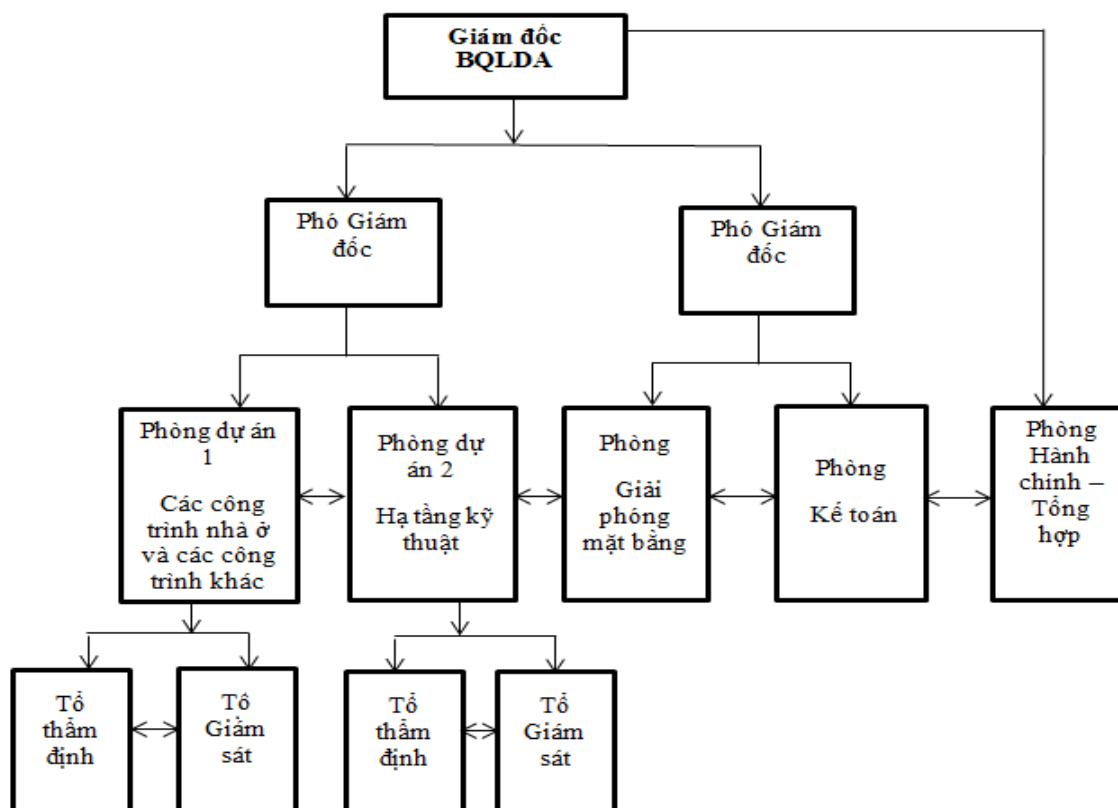 Giám đốc
BQLDA
Phó Giám
đốc
Phó Giám
đốc
Phòng dự án
1
Các công
trình nhà ở
và các công
trình khác
Phòng dự
án 2
Hạ tầng kỹ
thuật
Phòng
Giải
phóng
mặt bằng
Phòng
Kế toán
Phòng
Hành
chính –
Tổng
hợp
Tổ
thẩm
định
Tổ
Giám
sát
Tổ
thẩm
định
Tổ
Giám
sát